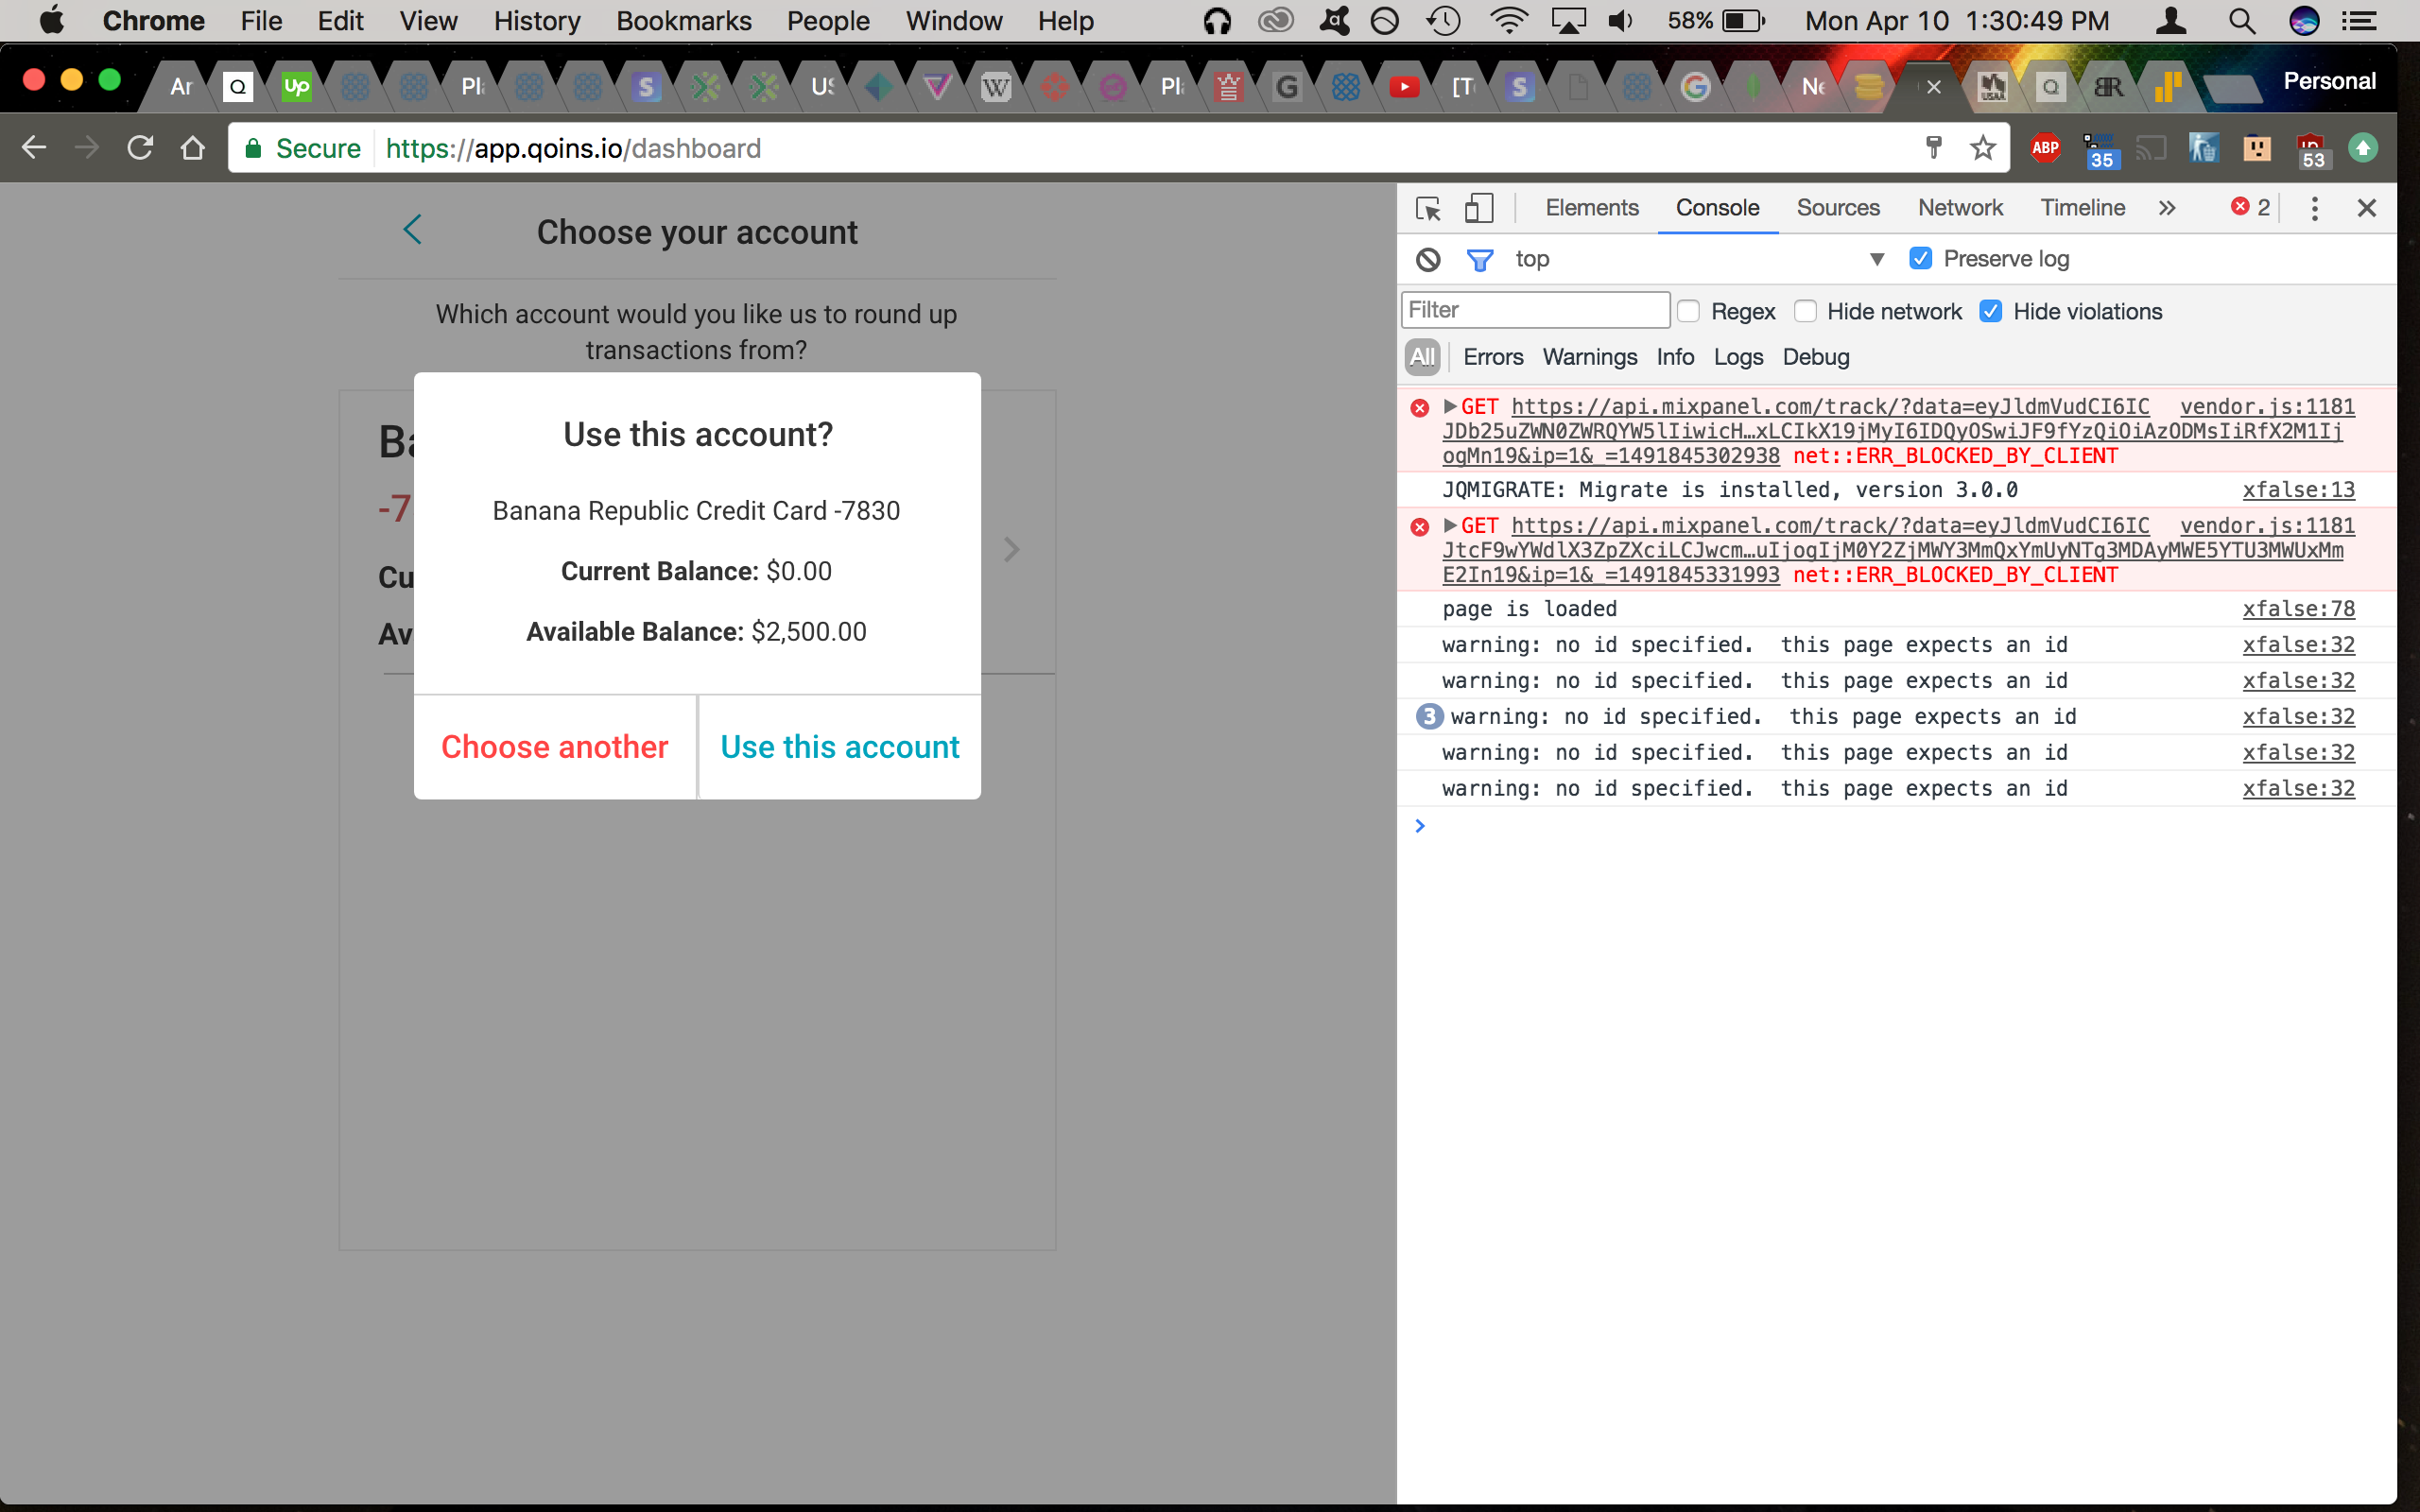 Chrome File Edit View History Bookmarks People Window Help 58% Mon Apr 10 1:30:49 PM
Ar Q Up Pl S US W Pl G [T S G Ne Q BR Personal
Secure https://app.qoins.io/dashboard ABP 35 53
Choose your account
Which account would you like us to round up
transactions from?
Ba
-7
Cu
Av
Use this account?
Banana Republic Credit Card -7830
Current Balance: $0.00
Available Balance: $2,500.00
Choose another Use this account
Elements Console Sources Network Timeline 2
top Preserve log
Filter Regex Hide network Hide violations
All Errors Warnings Info Logs Debug
GET https://api.mixpanel.com/track/?data=eyJldmVudCI6IC vendor.js:1181
JDb25uZWN0ZWRQYW5lIiwicH…xLCIkX19jMyI6IDQyOSwiJF9fYzQiOiAzODMsIiRfX2M1Ij
ogMn19&ip=1&_=1491845302938 net::ERR_BLOCKED_BY_CLIENT
JQMIGRATE: Migrate is installed, version 3.0.0 xfalse:13
GET https://api.mixpanel.com/track/?data=eyJldmVudCI6IC vendor.js:1181
JtcF9wYWdlX3ZpZXciLCJwcm…uIjogIjM0Y2ZjMWY3MmQxYmUyNTg3MDAyMWE5YTU3MWUxMm
E2In19&ip=1&_=1491845331993 net::ERR_BLOCKED_BY_CLIENT
page is loaded xfalse:78
warning: no id specified. this page expects an id xfalse:32
warning: no id specified. this page expects an id xfalse:32
3 warning: no id specified. this page expects an id xfalse:32
warning: no id specified. this page expects an id xfalse:32
warning: no id specified. this page expects an id xfalse:32